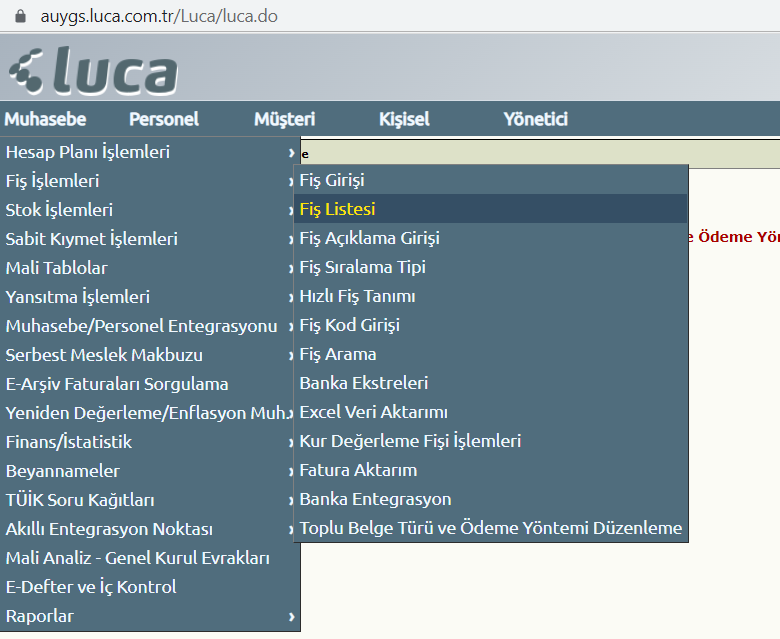 auygs.luca.com.tr/Luca/luca.do
luca
Muhasebe Personel Müşteri Kişisel Yönetici
Hesap Planı İşlemleri
Fiş İşlemleri
Stok İşlemleri
Sabit Kıymet İşlemleri
Mali Tablolar
Yansıtma İşlemleri
Muhasebe/Personel Entegrasyonu
Serbest Meslek Makbuzu
E-Arşiv Faturaları Sorgulama
Yeniden Değerleme/Enflasyon Muh.
Finans/İstatistik
Beyannameler
TÜİK Soru Kağıtları
Akıllı Entegrasyon Noktası
Mali Analiz - Genel Kurul Evrakları
E-Defter ve İç Kontrol
Raporlar
e
Fiş Girişi
Fiş Listesi
Fiş Açıklama Girişi
Fiş Sıralama Tipi
Hızlı Fiş Tanımı
Fiş Kod Girişi
Fiş Arama
Banka Ekstreleri
Excel Veri Aktarımı
Kur Değerleme Fişi İşlemleri
Fatura Aktarım
Banka Entegrasyon
Toplu Belge Türü ve Ödeme Yöntemi Düzenleme
e Ödeme Yön